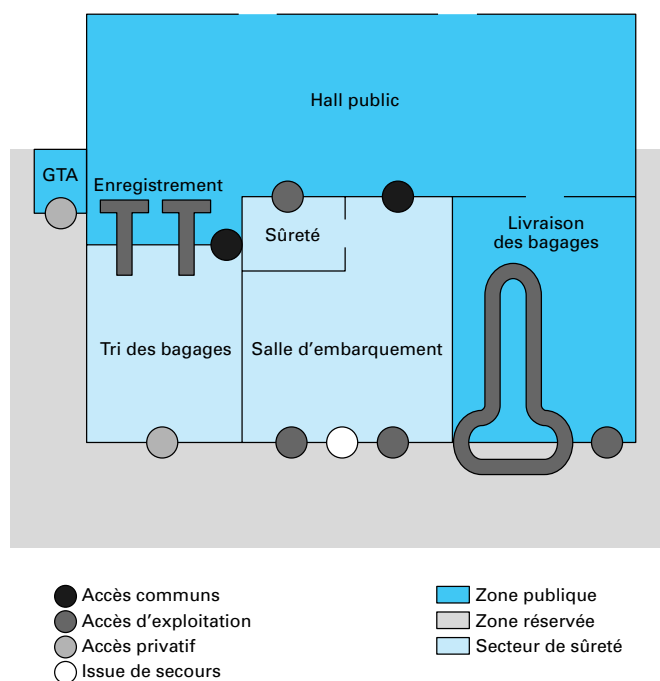 Hall public
GTA
Enregistrement
Sûreté
Livraison
des bagages
Tri des bagages
Salle d'embarquement
Accès communs
Accès d'exploitation
Accès privatif
Issue de secours
Zone publique
Zone réservée
Secteur de sûreté